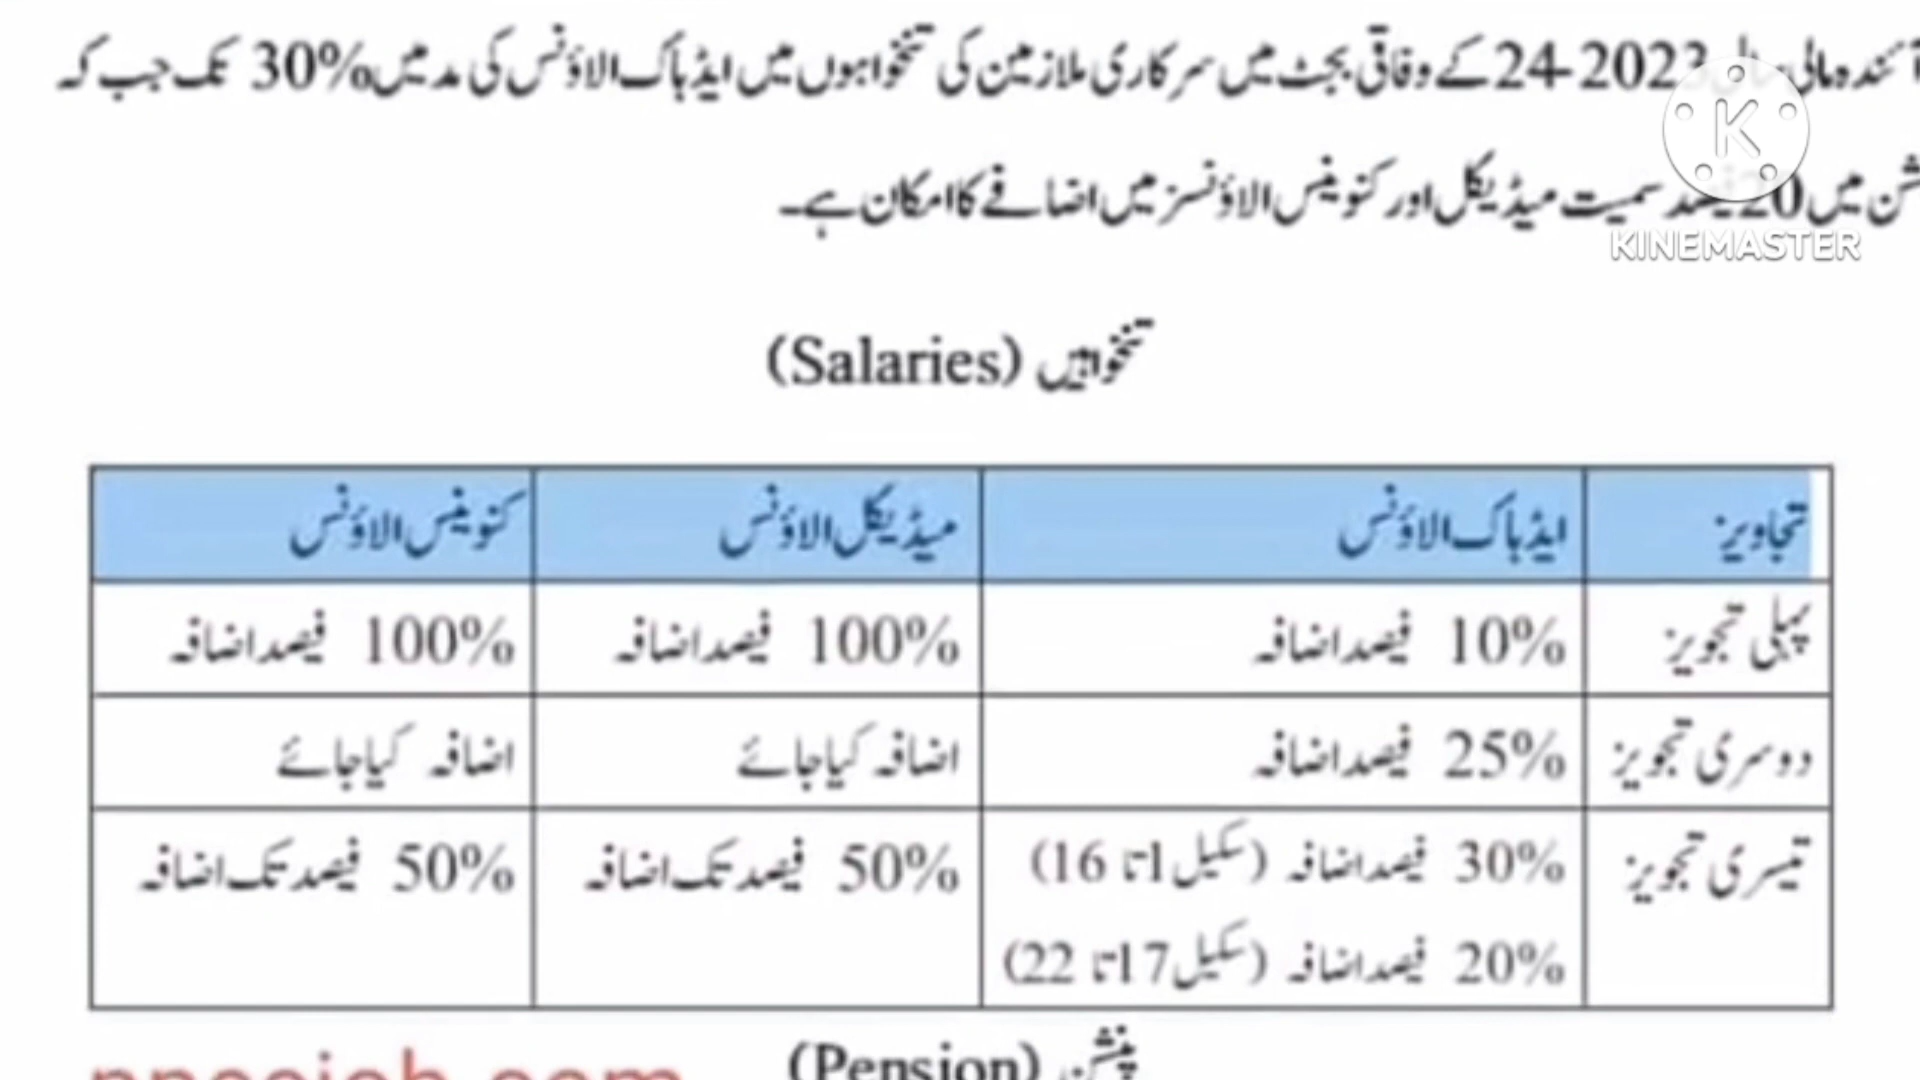 آئندہ مالی سال 2023-24 کے وفاقی بجٹ میں سرکاری ملازمین کی تنخواہوں میں ایڈہاک الاؤنس کی مد میں 30% تک جب کہ
میں 20 فیصد سمیت میڈیکل اور کنوینس الاؤنسز میں اضافے کا امکان ہے۔
KINEMASTER
تنخواہیں (Salaries)
تجاویز ایڈہاک الاؤنس میڈیکل الاؤنس کنوینس الاؤنس
پہلی تجویز 10% فیصد اضافہ 100% فیصد اضافہ 100% فیصد اضافہ
دوسری تجویز 25% فیصد اضافہ اضافہ کیا جائے اضافہ کیا جائے
تیسری تجویز 30% فیصد اضافہ (سکیل 1 تا 16) 50% فیصد تک اضافہ 50% فیصد تک اضافہ
20% فیصد اضافہ (سکیل 17 تا 22)
(Pension)